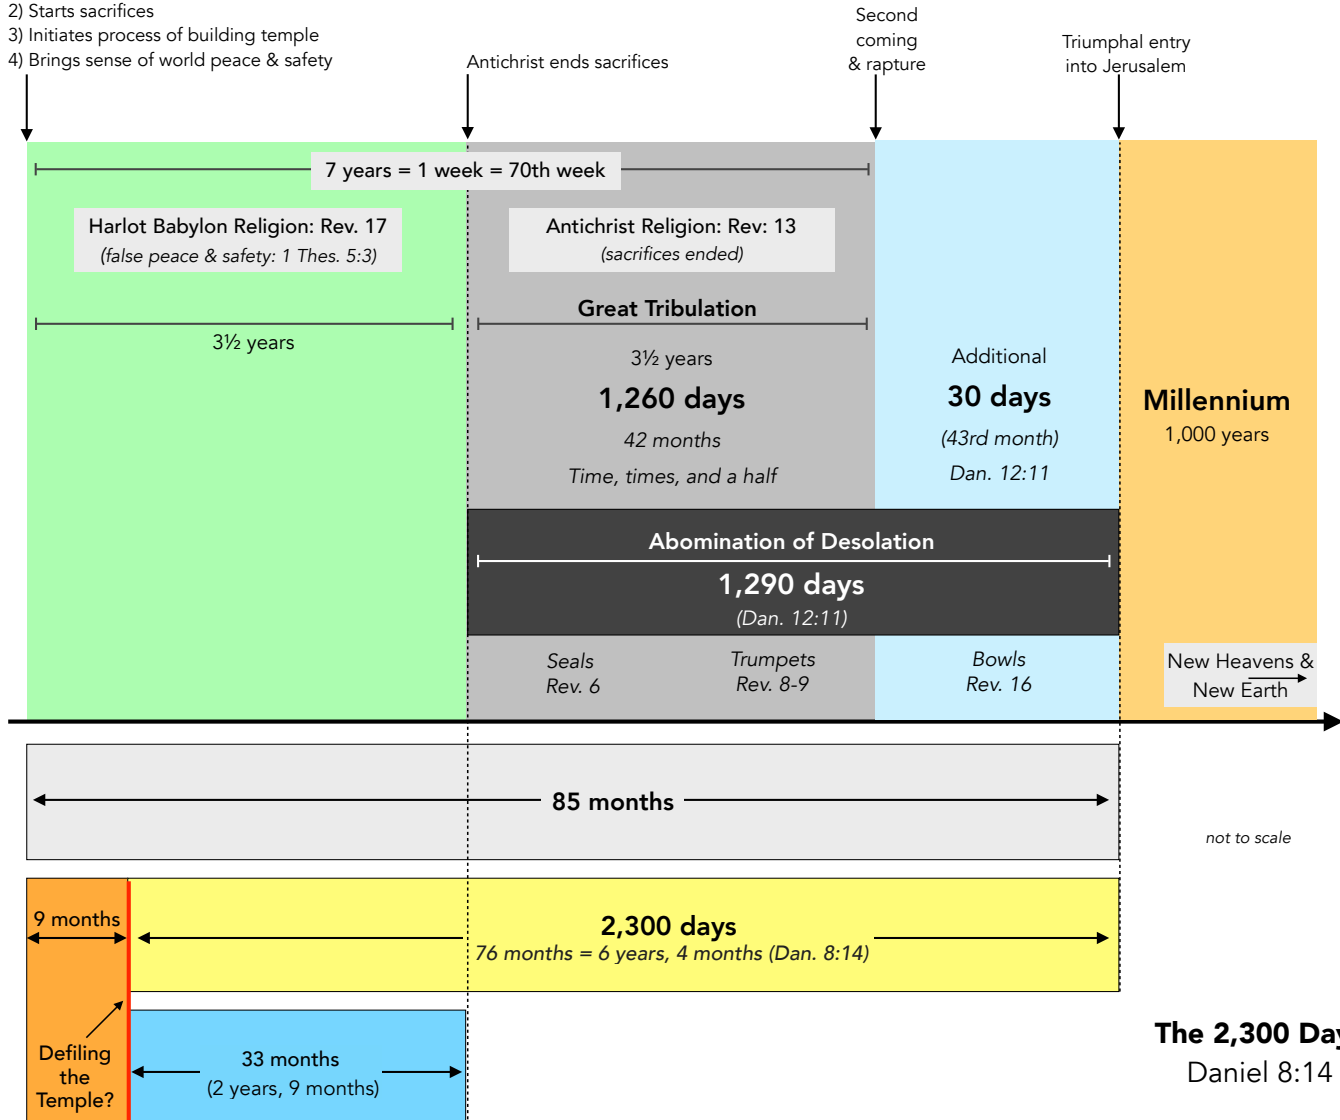 2) Starts sacrifices
3) Initiates process of building temple
4) Brings sense of world peace & safety
Antichrist ends sacrifices
Second
coming
& rapture
Triumphal entry
into Jerusalem
7 years = 1 week = 70th week
Harlot Babylon Religion: Rev. 17
(false peace & safety: 1 Thes. 5:3)
Antichrist Religion: Rev: 13
(sacrifices ended)
Great Tribulation
3½ years
3½ years
1,260 days
42 months
Time, times, and a half
Additional
30 days
(43rd month)
Dan. 12:11
Millennium
1,000 years
Abomination of Desolation
1,290 days
(Dan. 12:11)
Seals
Rev. 6
Trumpets
Rev. 8-9
Bowls
Rev. 16
New Heavens &
New Earth
85 months
not to scale
9 months
2,300 days
76 months = 6 years, 4 months (Dan. 8:14)
Defiling
the
Temple?
33 months
(2 years, 9 months)
The 2,300 Day
Daniel 8:14